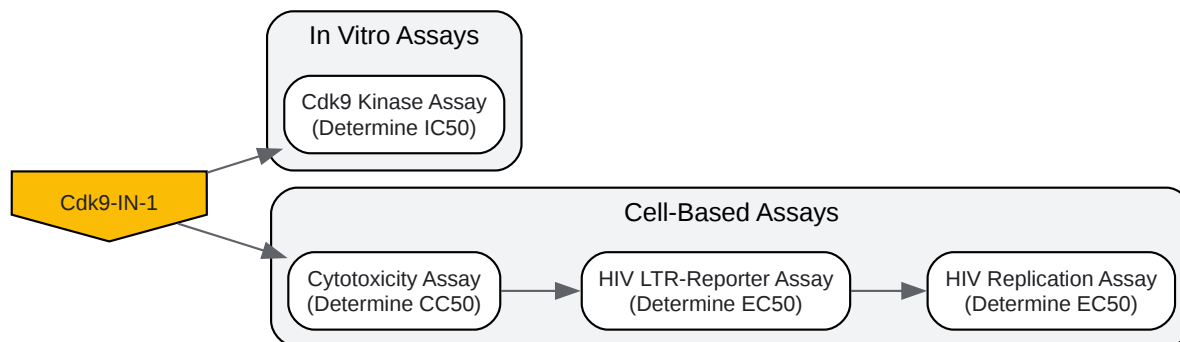 In Vitro Assays
Cdk9 Kinase Assay
(Determine IC50)
Cdk9-IN-1
Cell-Based Assays
Cytotoxicity Assay
(Determine CC50)
HIV LTR-Reporter Assay
(Determine EC50)
HIV Replication Assay
(Determine EC50)